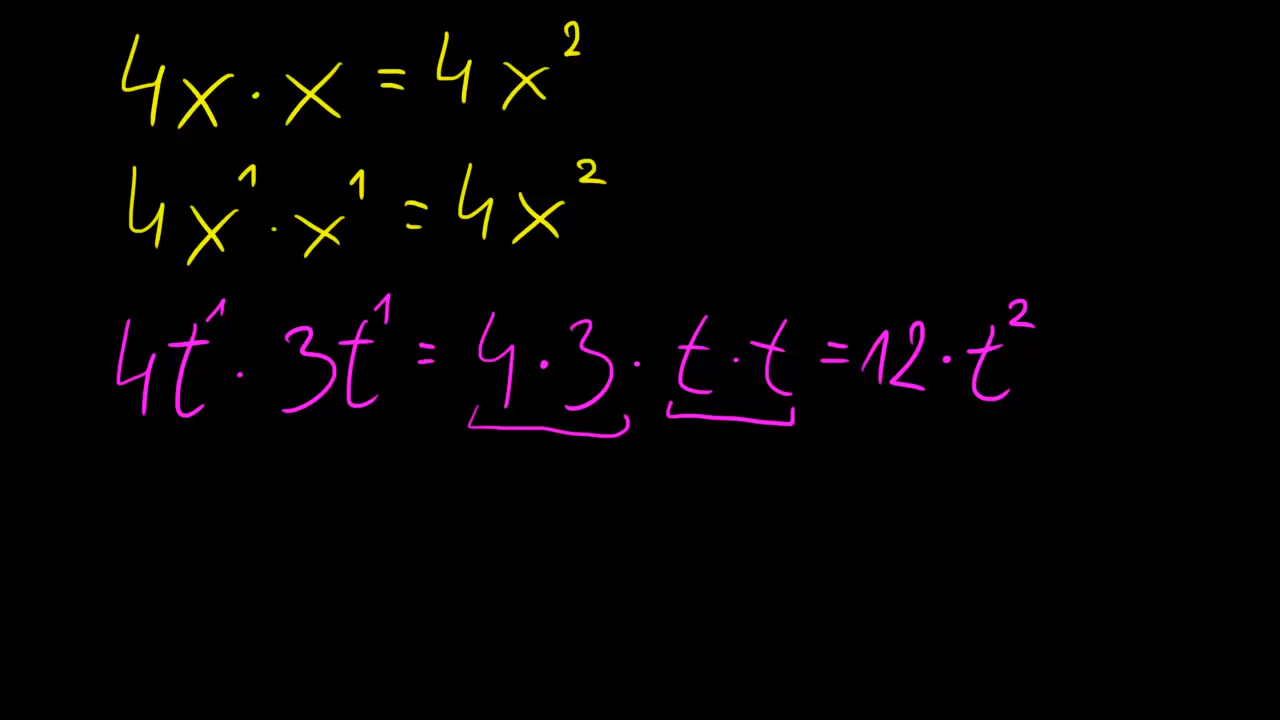 4x · x = 4x²
4x¹ · x¹ = 4x²
4t¹ · 3t¹ = 4 · 3 · t · t = 12 · t²